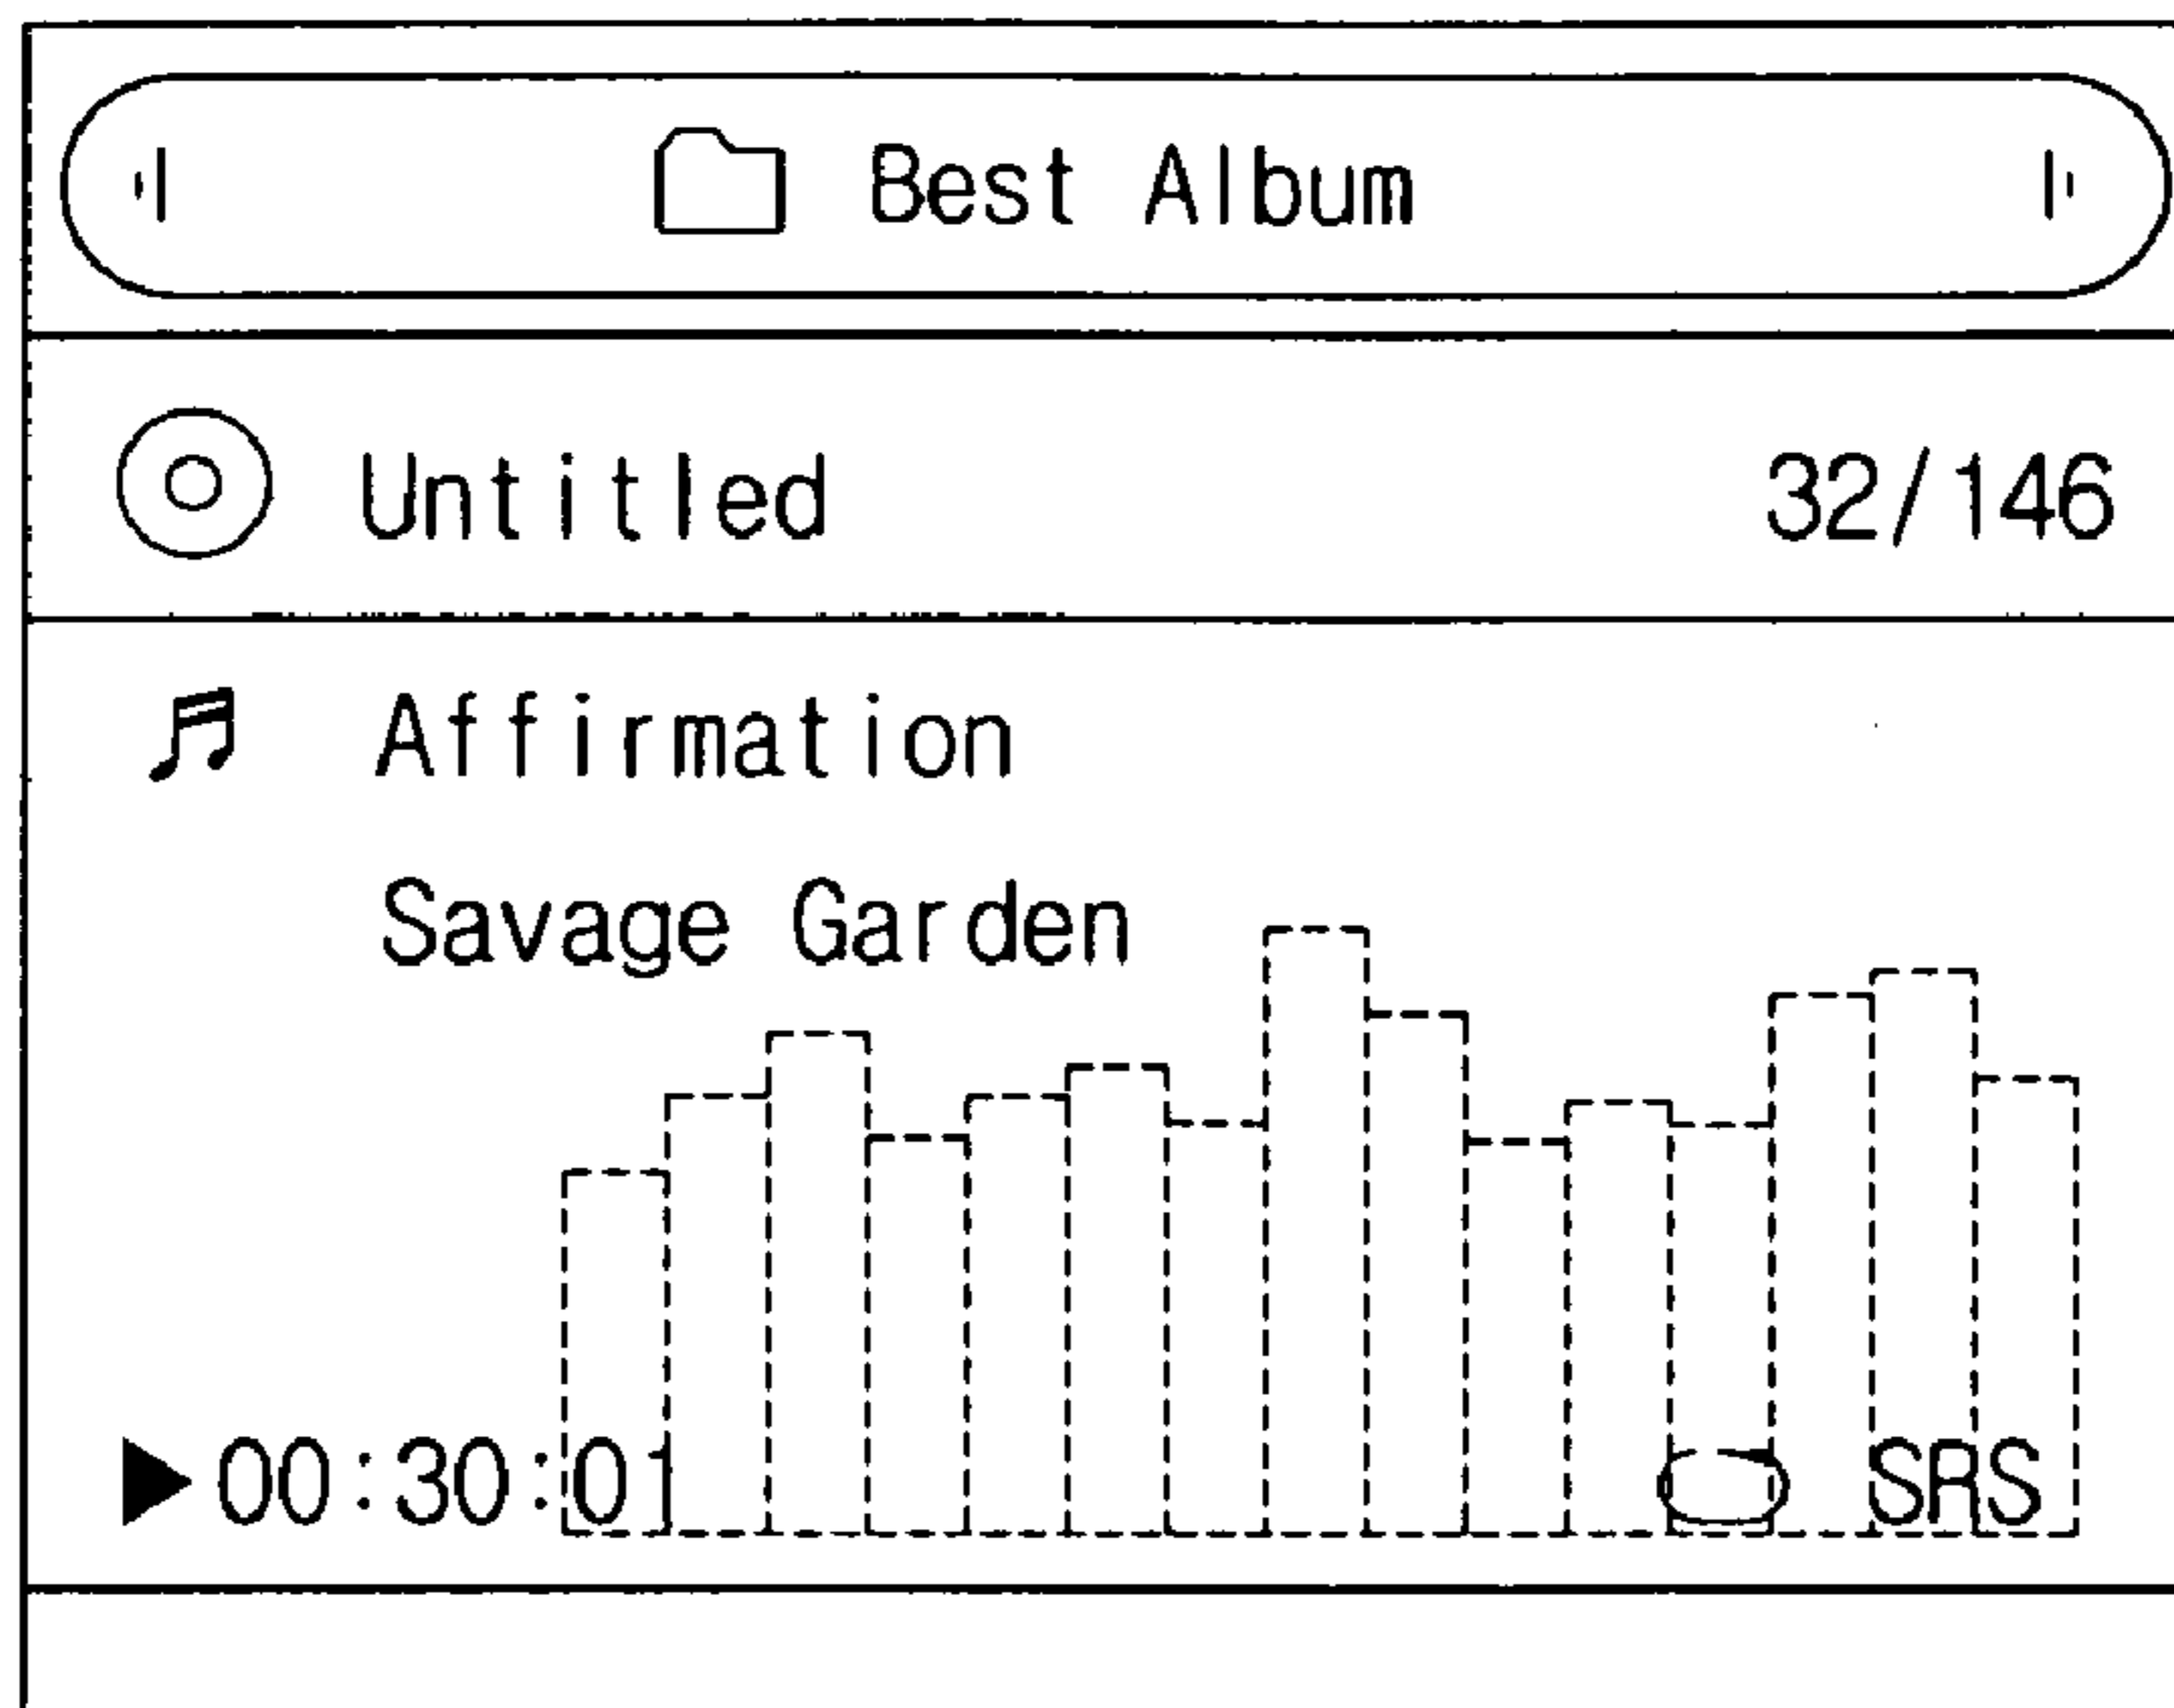 Best Album
Untitled 32/146
Affirmation
Savage Garden
00:30:01 SRS